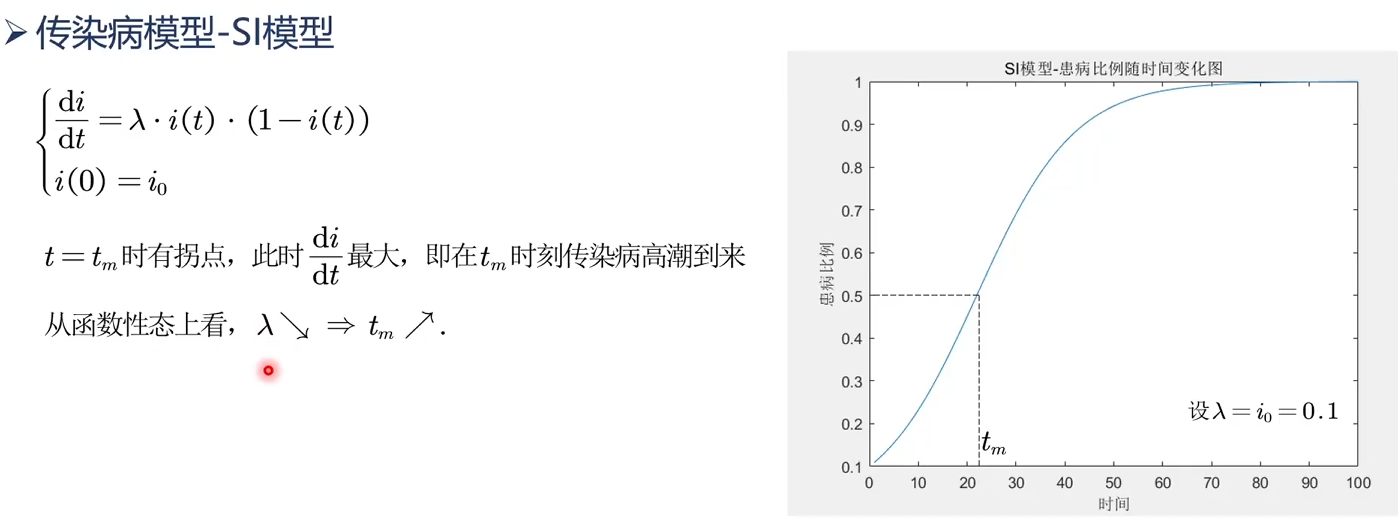 ➢ 传染病模型-SI模型
di/dt = λ · i(t) · (1 − i(t))
i(0) = i₀
t = tₘ时有拐点，此时 di/dt 最大，即在tₘ时刻传染病高潮到来
从函数性态上看，λ ↘ ⇒ tₘ ↗.
SI模型-患病比例随时间变化图
1
0.9
0.8
0.7
0.6
0.5
0.4
0.3
0.2
0.1
患病比例
设λ = i₀ = 0.1
tₘ
0 10 20 30 40 50 60 70 80 90 100
时间